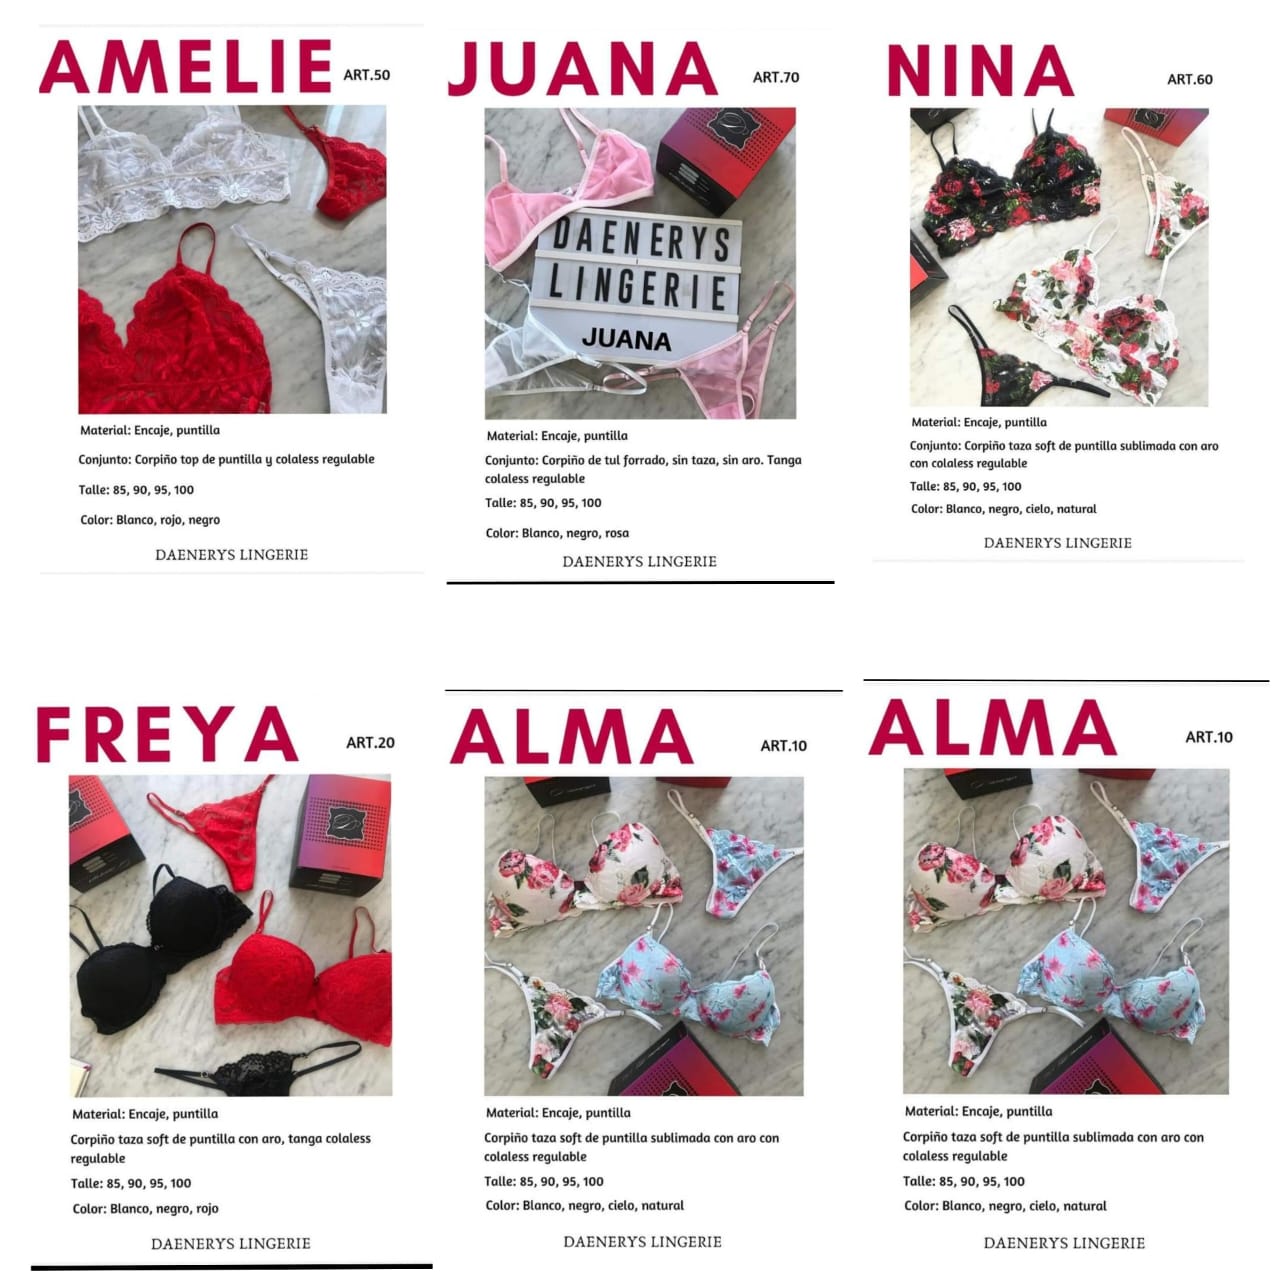 AMELIE ART.50
Material: Encaje, puntilla
Conjunto: Corpiño top de puntilla y colaless regulable
Talle: 85, 90, 95, 100
Color: Blanco, rojo, negro
DAENERYS LINGERIE
JUANA ART.70
DAENERYS
LINGERIE
JUANA
Material: Encaje, puntilla
Conjunto: Corpiño de tul forrado, sin taza, sin aro. Tanga
colaless regulable
Talle: 85, 90, 95, 100
Color: Blanco, negro, rosa
DAENERYS LINGERIE
NINA ART.60
Material: Encaje, puntilla
Conjunto: Corpiño taza soft de puntilla sublimada con aro
con colaless regulable
Talle: 85, 90, 95, 100
Color: Blanco, negro, cielo, natural
DAENERYS LINGERIE
FREYA ART.20
Material: Encaje, puntilla
Corpiño taza soft de puntilla con aro, tanga colaless
regulable
Talle: 85, 90, 95, 100
Color: Blanco, negro, rojo
DAENERYS LINGERIE
ALMA ART.10
Material: Encaje, puntilla
Corpiño taza soft de puntilla sublimada con aro con
colaless regulable
Talle: 85, 90, 95, 100
Color: Blanco, negro, cielo, natural
DAENERYS LINGERIE
ALMA ART.10
Material: Encaje, puntilla
Corpiño taza soft de puntilla sublimada con aro con
colaless regulable
Talle: 85, 90, 95, 100
Color: Blanco, negro, cielo, natural
DAENERYS LINGERIE